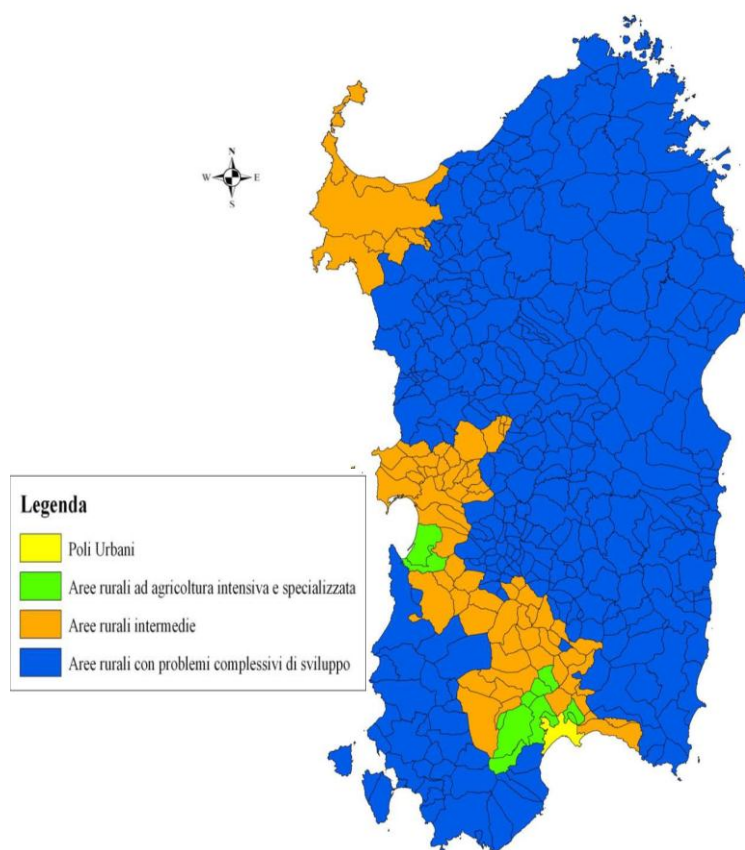 N
W E
S
Legenda
Poli Urbani
Aree rurali ad agricoltura intensiva e specializzata
Aree rurali intermedie
Aree rurali con problemi complessivi di sviluppo